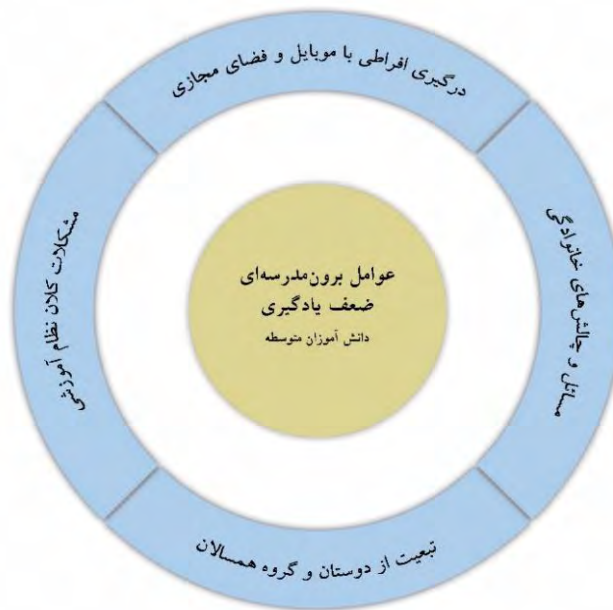 درگیری افراطی با موبایل و فضای مجازی
مسائل و چالش‌های خانوادگی
تبعیت از دوستان و گروه همسالان
مشکلات کلان نظام آموزشی
عوامل برون‌مدرسه‌ای
ضعف یادگیری
دانش آموزان متوسطه